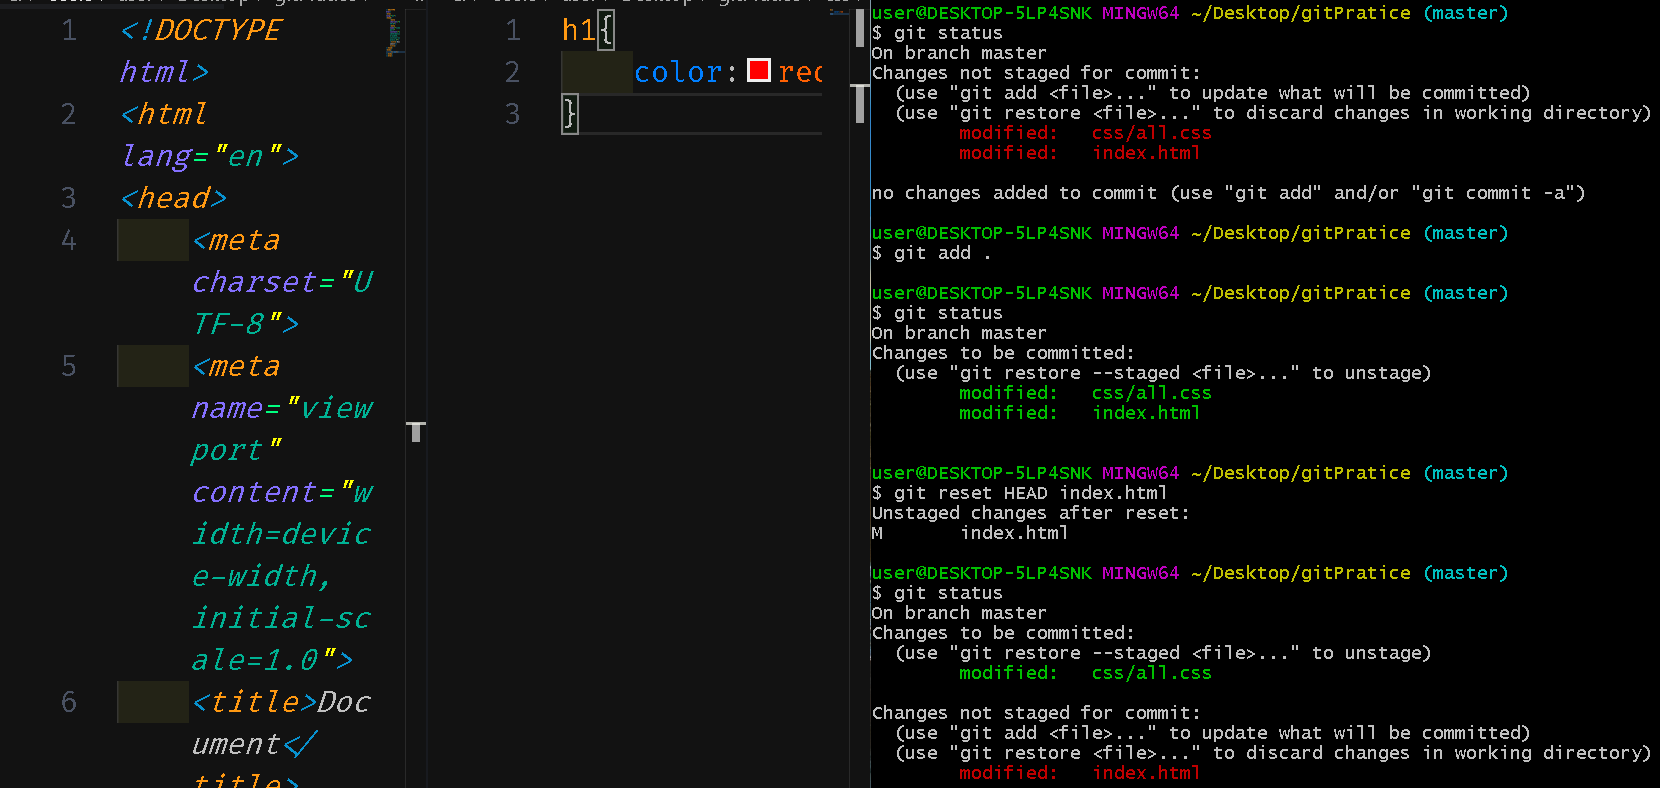 1 <!DOCTYPE
html>
2 <html
lang="en">
3 <head>
4 <meta
charset="U
TF-8">
5 <meta
name="view
port"
content="w
idth=devic
e-width,
initial-sc
ale=1.0">
6 <title>Doc
ument</
title>
1 h1{
2 color: red
3 }
user@DESKTOP-5LP4SNK MINGW64 ~/Desktop/gitPratice (master)
$ git status
On branch master
Changes not staged for commit:
(use "git add <file>..." to update what will be committed)
(use "git restore <file>..." to discard changes in working directory)
modified: css/all.css
modified: index.html
no changes added to commit (use "git add" and/or "git commit -a")
user@DESKTOP-5LP4SNK MINGW64 ~/Desktop/gitPratice (master)
$ git add .
user@DESKTOP-5LP4SNK MINGW64 ~/Desktop/gitPratice (master)
$ git status
On branch master
Changes to be committed:
(use "git restore --staged <file>..." to unstage)
modified: css/all.css
modified: index.html
user@DESKTOP-5LP4SNK MINGW64 ~/Desktop/gitPratice (master)
$ git reset HEAD index.html
Unstaged changes after reset:
M index.html
user@DESKTOP-5LP4SNK MINGW64 ~/Desktop/gitPratice (master)
$ git status
On branch master
Changes to be committed:
(use "git restore --staged <file>..." to unstage)
modified: css/all.css
Changes not staged for commit:
(use "git add <file>..." to update what will be committed)
(use "git restore <file>..." to discard changes in working directory)
modified: index.html